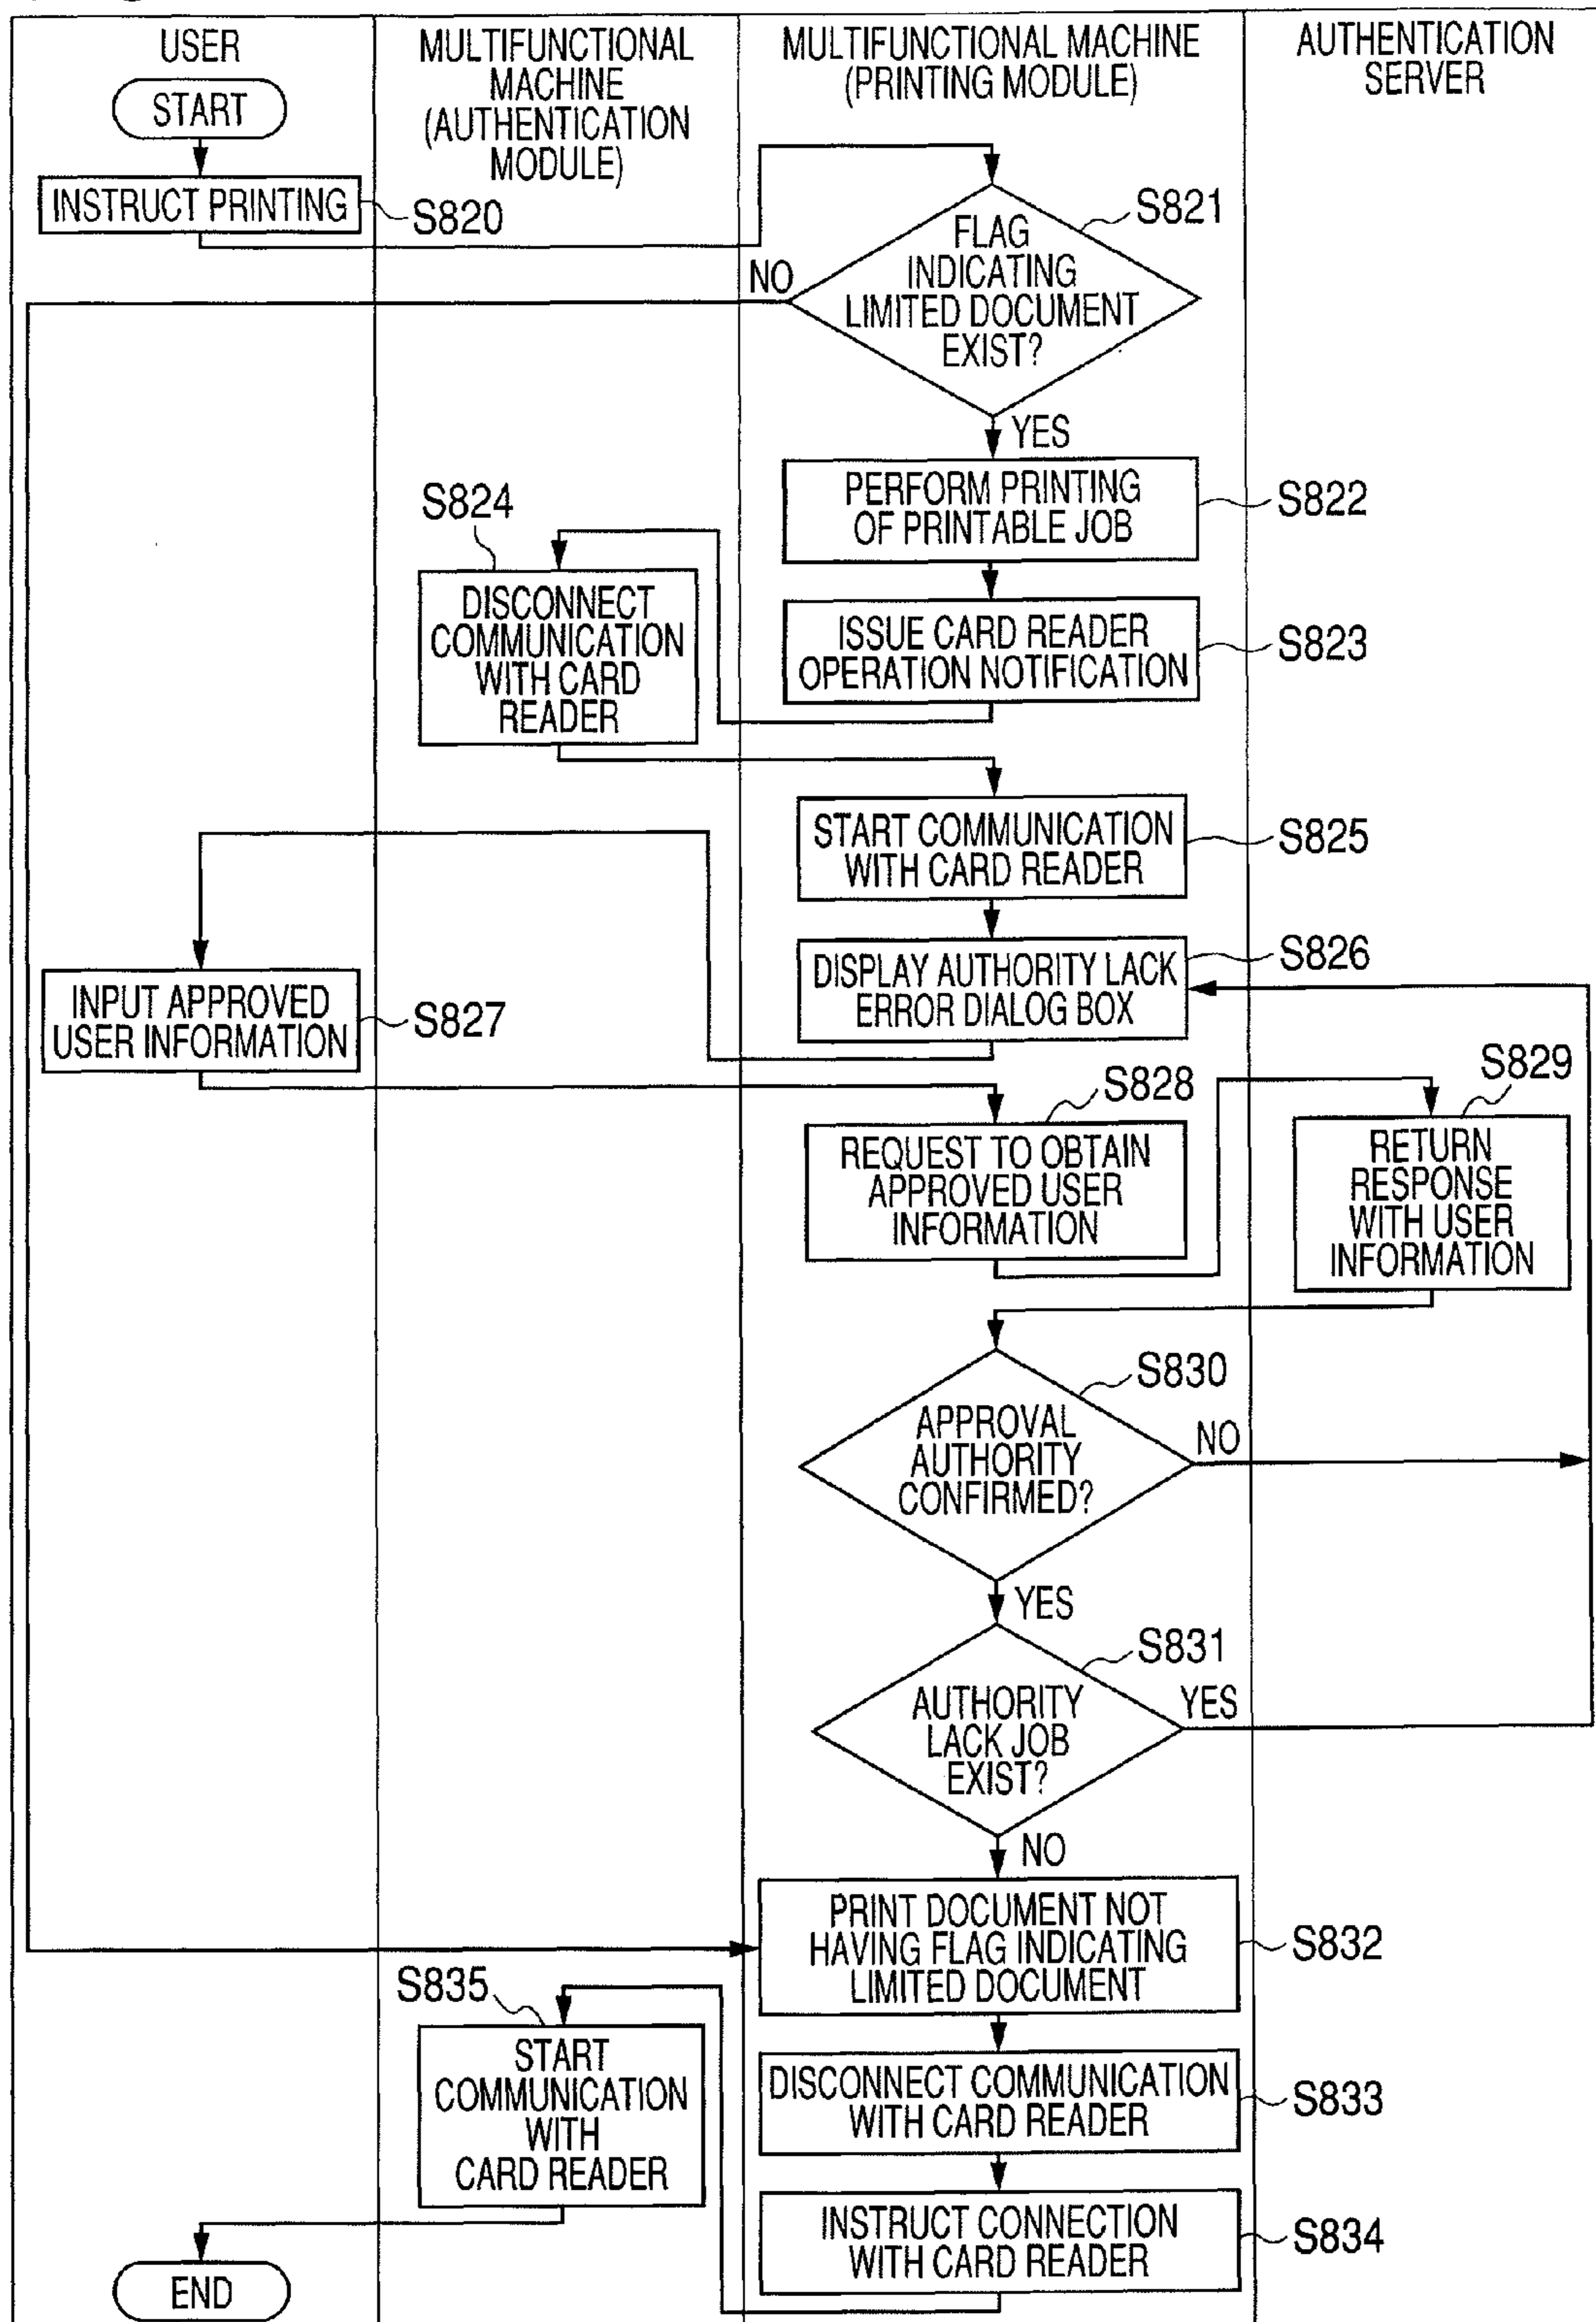 USER
MULTIFUNCTIONAL
MACHINE
(AUTHENTICATION
MODULE)
MULTIFUNCTIONAL MACHINE
(PRINTING MODULE)
AUTHENTICATION
SERVER
START
INSTRUCT PRINTING
S820
FLAG
INDICATING
LIMITED DOCUMENT
EXIST?
S821
NO
YES
PERFORM PRINTING
OF PRINTABLE JOB
S822
ISSUE CARD READER
OPERATION NOTIFICATION
S823
S824
DISCONNECT
COMMUNICATION
WITH CARD
READER
START COMMUNICATION
WITH CARD READER
S825
DISPLAY AUTHORITY LACK
ERROR DIALOG BOX
S826
INPUT APPROVED
USER INFORMATION
S827
S828
REQUEST TO OBTAIN
APPROVED USER
INFORMATION
S829
RETURN
RESPONSE
WITH USER
INFORMATION
S830
APPROVAL
AUTHORITY
CONFIRMED?
NO
YES
S831
AUTHORITY
LACK JOB
EXIST?
YES
NO
PRINT DOCUMENT NOT
HAVING FLAG INDICATING
LIMITED DOCUMENT
S832
DISCONNECT COMMUNICATION
WITH CARD READER
S833
INSTRUCT CONNECTION
WITH CARD READER
S834
S835
START
COMMUNICATION
WITH
CARD READER
END